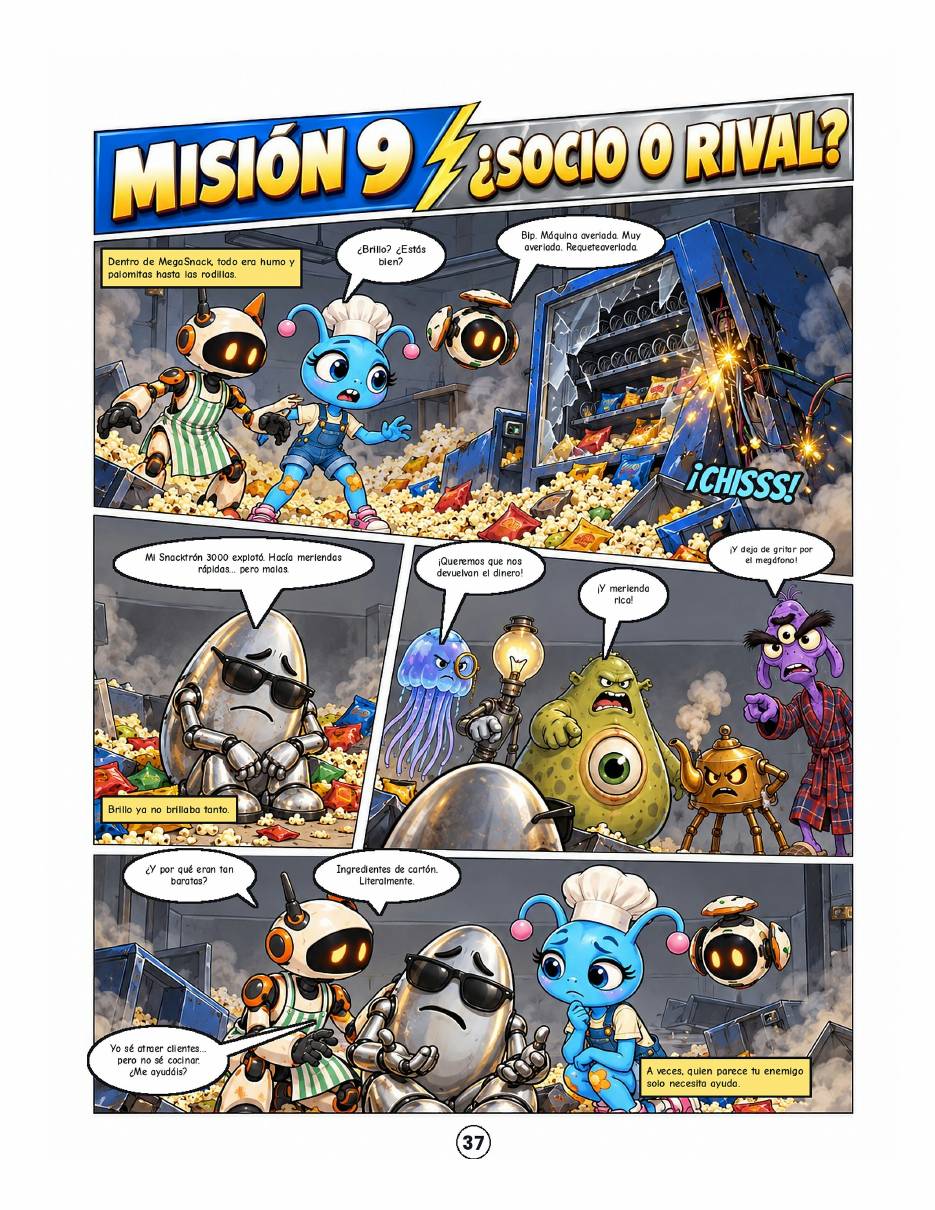 MISIÓN 9
¿SOCIO O RIVAL?
Dentro de MegaSnack, todo era humo y
palomitas hasta las rodillas.
¿Brillo? ¿Estás
bien?
Bip. Máquina averiada. Muy
averiada. Requeteaveriada.
¡CHISSS!
Mi Snacktrón 3000 explotó. Hacía meriendas
rápidas... pero malas.
Brillo ya no brillaba tanto.
¡Queremos que nos
devuelvan el dinero!
¡Y merienda
rica!
¡Y deja de gritar por
el megáfono!
¿Y por qué eran tan
baratas?
Ingredientes de cartón.
Literalmente.
Yo sé atraer clientes...
pero no sé cocinar.
¿Me ayudáis?
A veces, quien parece tu enemigo
solo necesita ayuda.
37